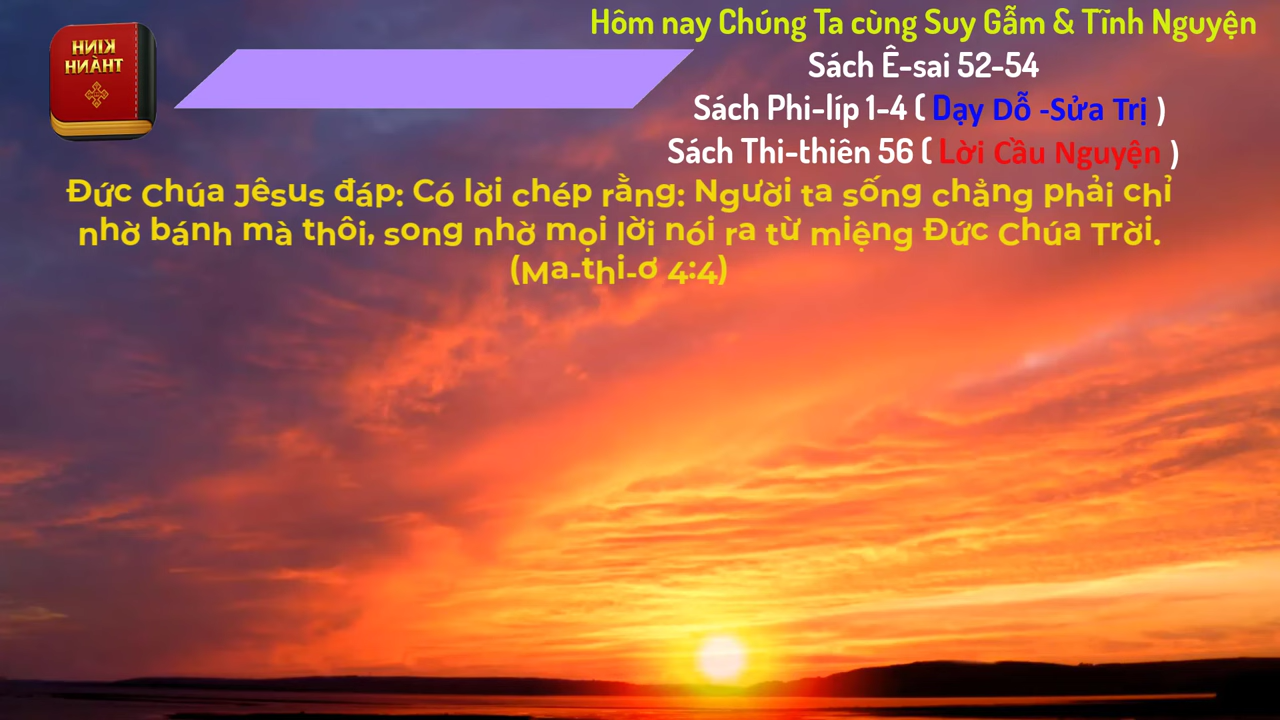 KINH
THÁNH
Hôm nay Chúng Ta cùng Suy Gẫm & Tĩnh Nguyện
Sách Ê-sai 52-54
Sách Phi-líp 1-4 ( Dạy Dỗ -Sửa Trị )
Sách Thi-thiên 56 ( Lời Cầu Nguyện )
Đức Chúa Jêsus đáp: Có lời chép rằng: Người ta sống chẳng phải chỉ
nhờ bánh mà thôi, song nhờ mọi lời nói ra từ miệng Đức Chúa Trời.
(Ma-thi-ơ 4:4)